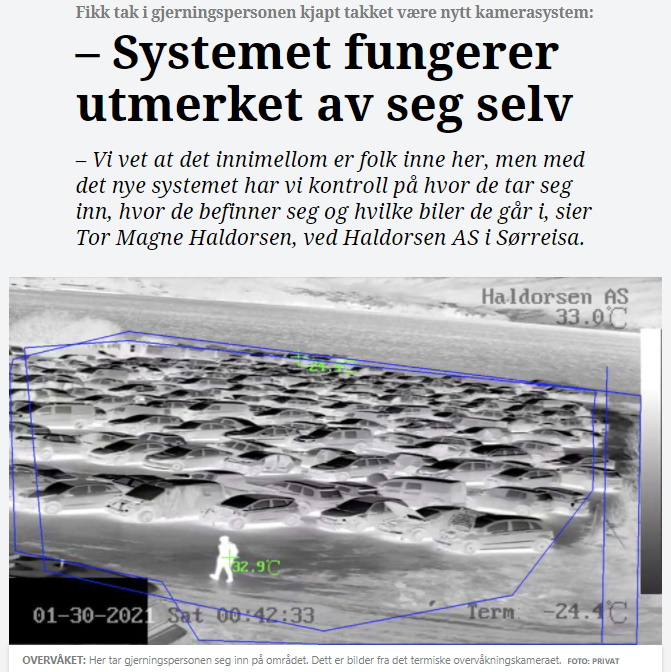 Fikk tak i gjerningspersonen kjapt takket være nytt kamerasystem:
– Systemet fungerer
utmerket av seg selv
– Vi vet at det innimellom er folk inne her, men med
det nye systemet har vi kontroll på hvor de tar seg
inn, hvor de befinner seg og hvilke biler de går i, sier
Tor Magne Haldorsen, ved Haldorsen AS i Sørreisa.
Haldorsen AS
33.0℃
32.9℃
01-30-2021 Sat 00:42:33
Term -24.4℃
OVERVÅKET: Her tar gjerningspersonen seg inn på området. Dett er bilder fra det termiske overvåkningskameraet. FOTO: PRIVAT